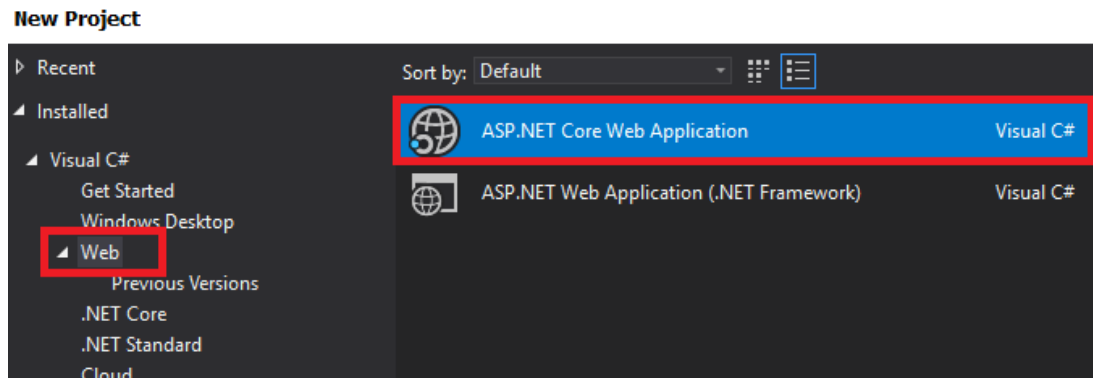 New Project
Recent
Installed
Visual C#
Get Started
Windows Desktop
Web
Previous Versions
.NET Core
.NET Standard
Cloud
Sort by: Default
ASP.NET Core Web Application Visual C#
ASP.NET Web Application (.NET Framework) Visual C#